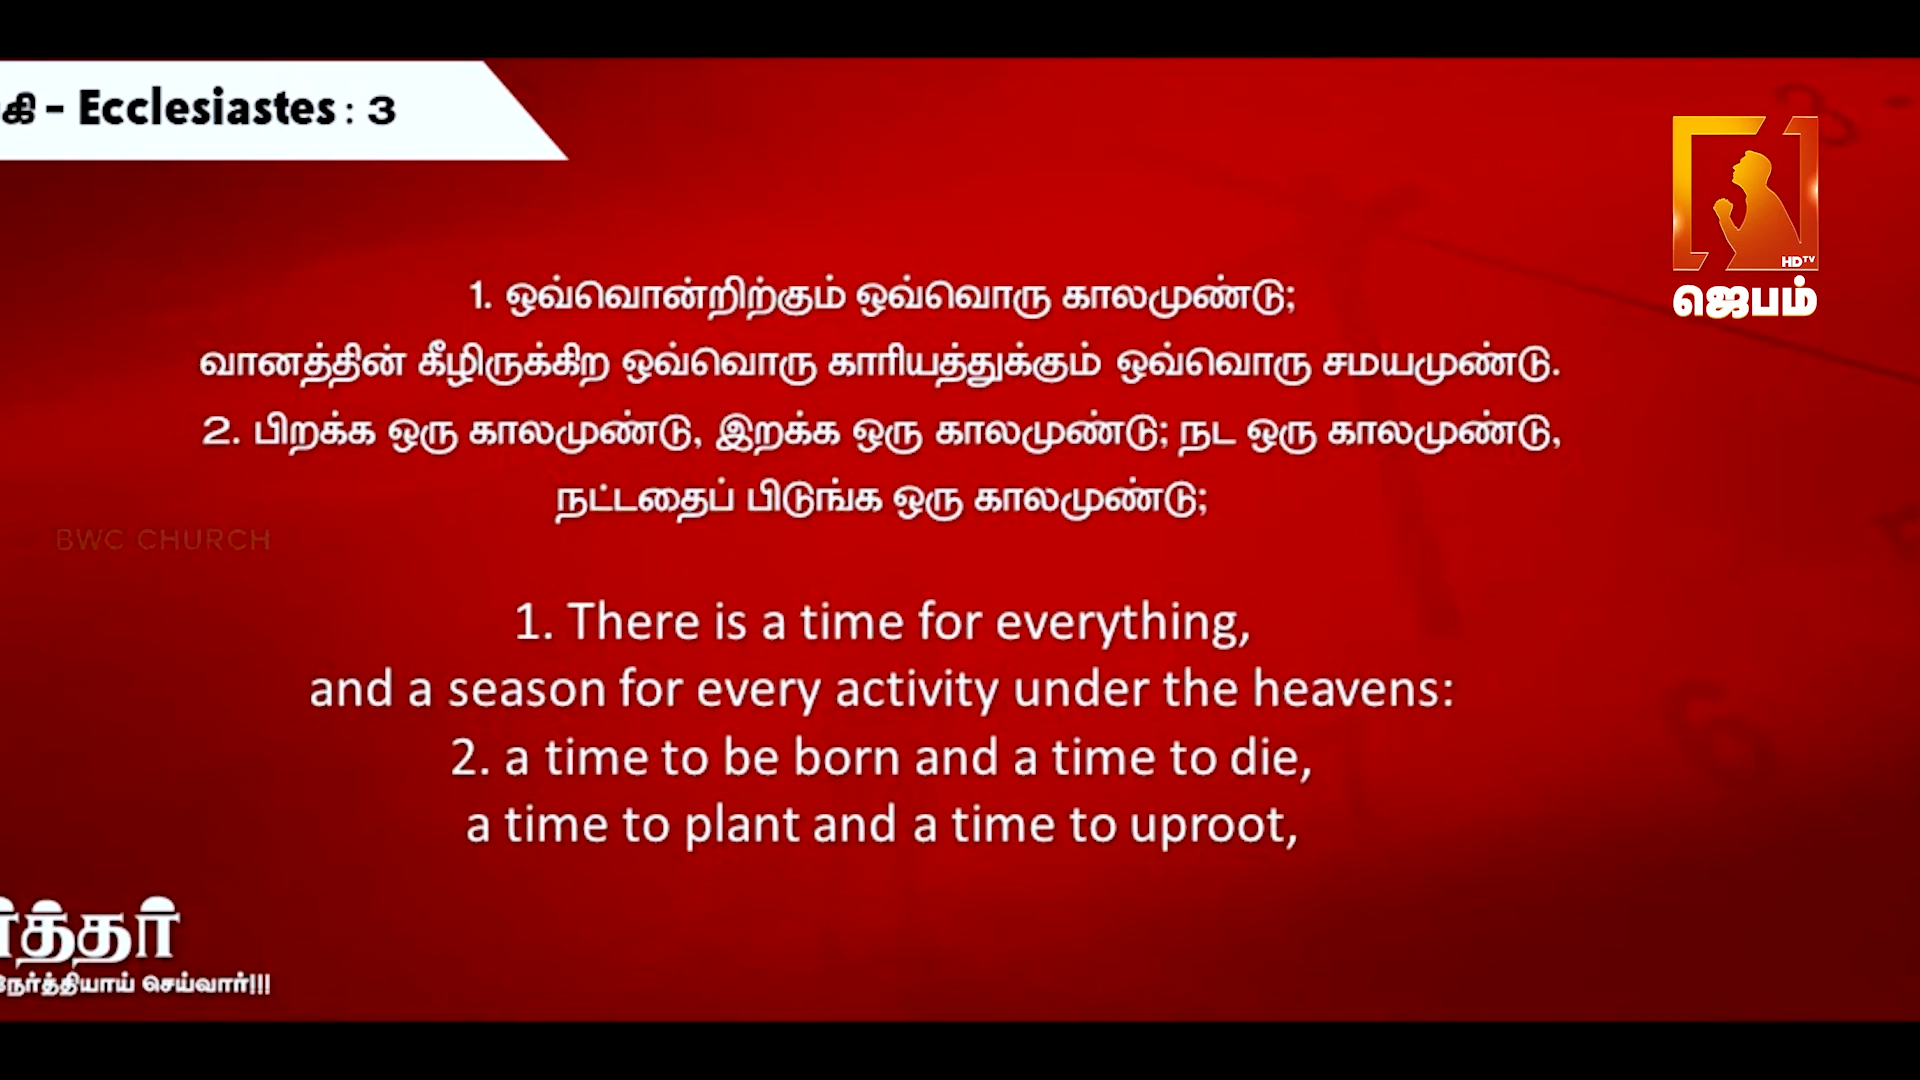 கி - Ecclesiastes : 3
HDTV
ஜெபம்
1. ஒவ்வொன்றிற்கும் ஒவ்வொரு காலமுண்டு;
வானத்தின் கீழிருக்கிற ஒவ்வொரு காரியத்துக்கும் ஒவ்வொரு சமயமுண்டு.
2. பிறக்க ஒரு காலமுண்டு, இறக்க ஒரு காலமுண்டு; நட ஒரு காலமுண்டு,
நட்டதைப் பிடுங்க ஒரு காலமுண்டு;
BWC CHURCH
1. There is a time for everything,
and a season for every activity under the heavens:
2. a time to be born and a time to die,
a time to plant and a time to uproot,
ர்த்தர்
நேர்த்தியாய் செய்வார்!!!